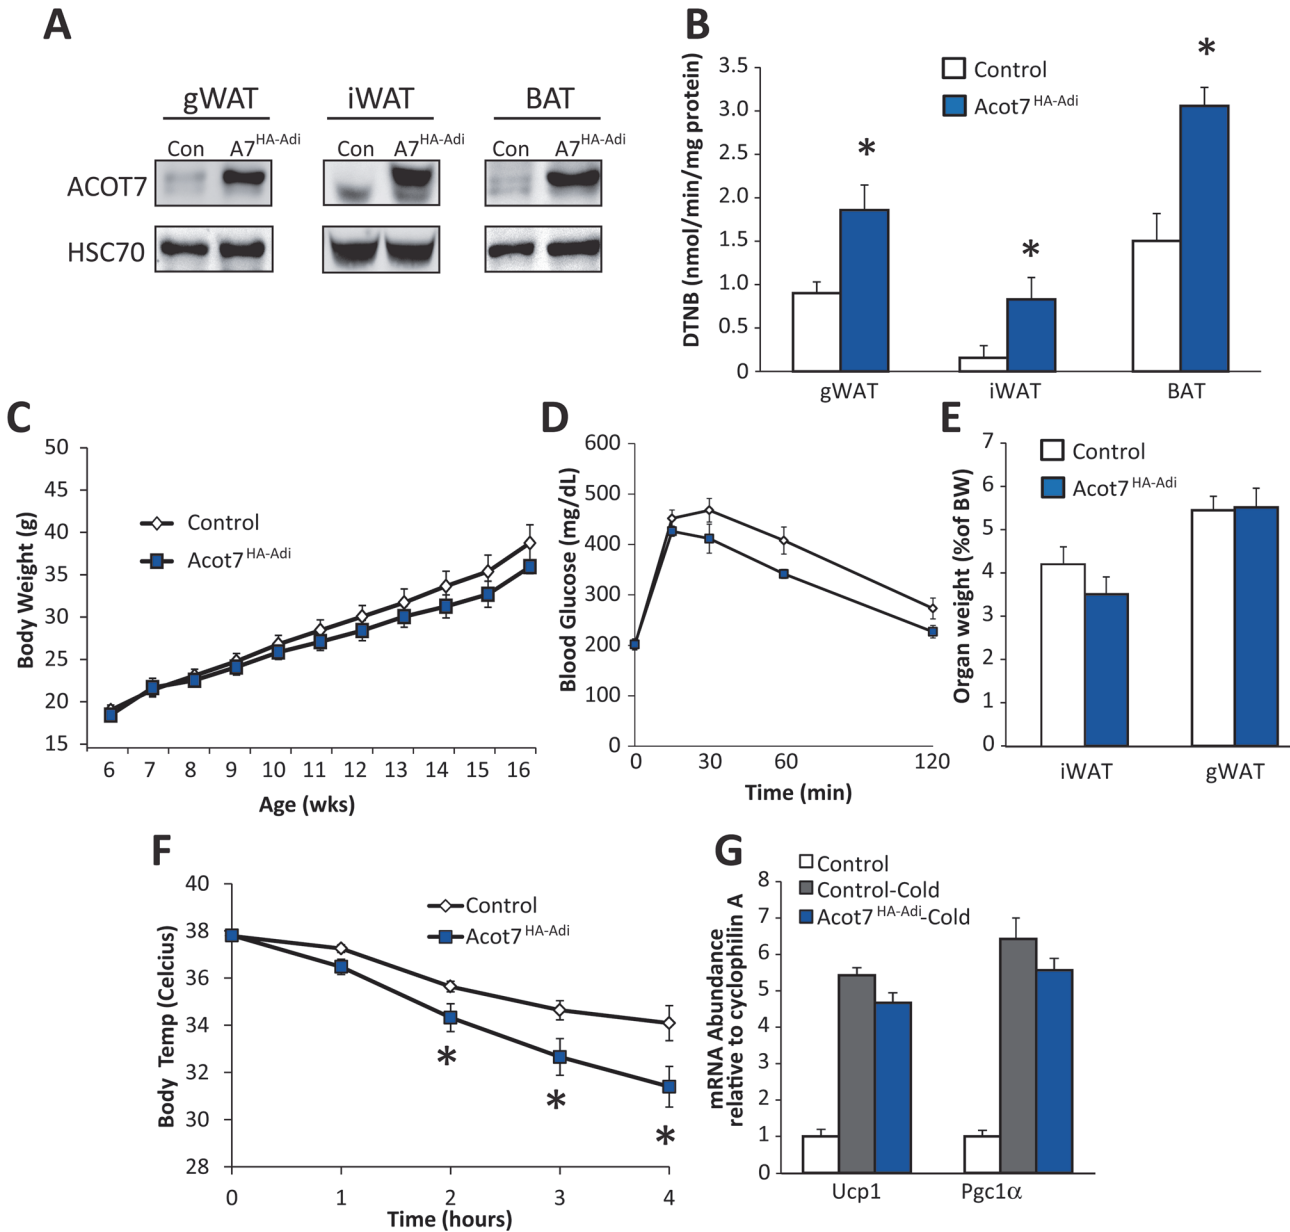 A
gWAT iWAT BAT
Con A7HA-Adi Con A7HA-Adi Con A7HA-Adi
ACOT7
HSC70
B
DTNB (nmol/min/mg protein)
3.5
3.0
2.5
2.0
1.5
1.0
0.5
0
Control
Acot7HA-Adi
*
*
*
gWAT iWAT BAT
C
Body Weight (g)
50
45
40
35
30
25
20
15
Control
Acot7HA-Adi
6 7 8 9 10 11 12 13 14 15 16
Age (wks)
D
Blood Glucose (mg/dL)
600
500
400
300
200
100
0
0 30 60 120
Time (min)
E
Organ weight (%of BW)
7
6
5
4
3
2
1
0
Control
Acot7HA-Adi
iWAT gWAT
F
Body Temp (Celcius)
40
38
36
34
32
30
28
Control
Acot7HA-Adi
*
*
*
0 1 2 3 4
Time (hours)
G
mRNA Abundance
relative to cyclophilin A
8
7
6
5
4
3
2
1
0
Control
Control-Cold
Acot7HA-Adi-Cold
Ucp1 Pgc1α